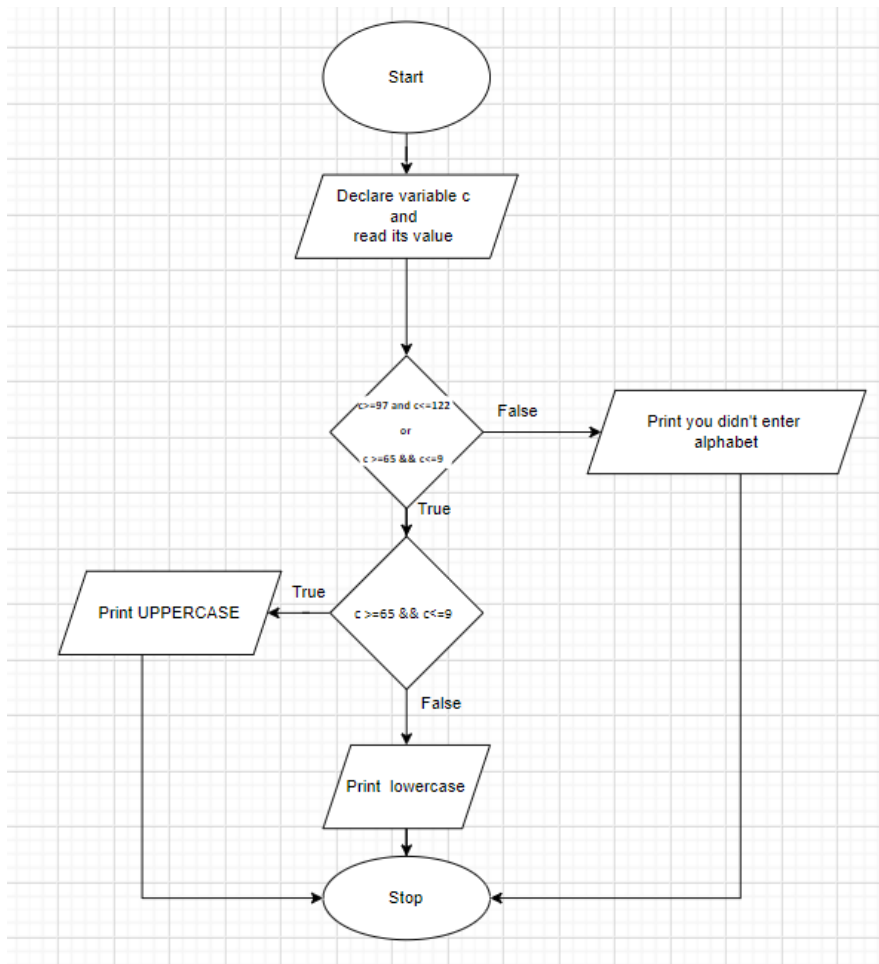 Start
Declare variable c
and
read its value
c>=97 and c<=122
or
c >=65 && c<=9
False
Print you didn't enter
alphabet
True
c >=65 && c<=9
True
Print UPPERCASE
False
Print lowercase
Stop